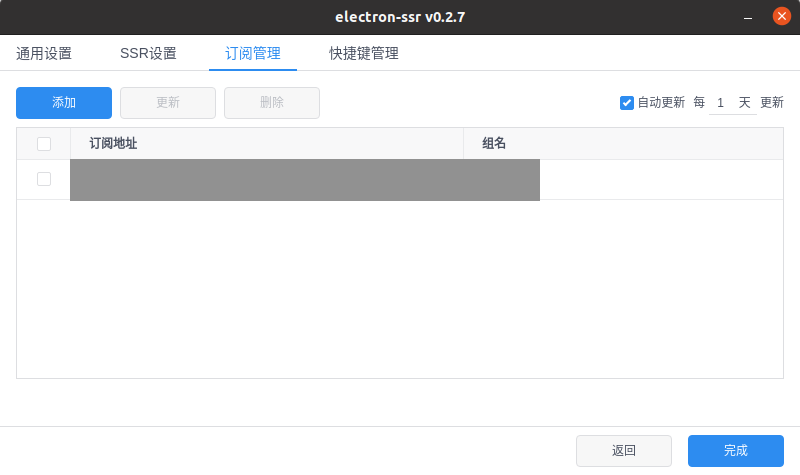 electron-ssr v0.2.7
通用设置 SSR设置 订阅管理 快捷键管理
添加 更新 删除 自动更新 每 1 天 更新
订阅地址 组名
返回 完成